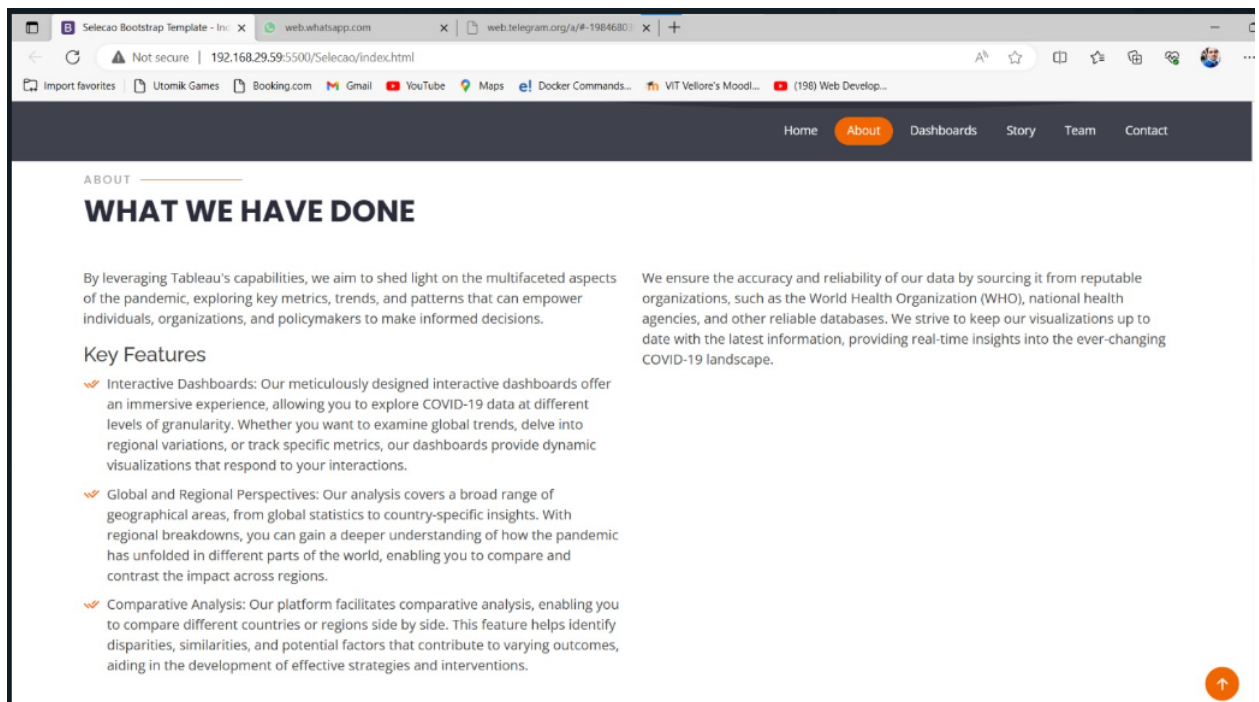 Selecao Bootstrap Template - Inc
web.whatsapp.com
web.telegram.org/a/#-19846803
Not secure | 192.168.29.59:5500/Selecao/index.html
Import favorites
Utomik Games
Booking.com
Gmail
YouTube
Maps
Docker Commands...
VIT Vellore's Moodl...
(198) Web Develop...
Home
About
Dashboards
Story
Team
Contact
ABOUT
WHAT WE HAVE DONE
By leveraging Tableau's capabilities, we aim to shed light on the multifaceted aspects
of the pandemic, exploring key metrics, trends, and patterns that can empower
individuals, organizations, and policymakers to make informed decisions.
Key Features
Interactive Dashboards: Our meticulously designed interactive dashboards offer
an immersive experience, allowing you to explore COVID-19 data at different
levels of granularity. Whether you want to examine global trends, delve into
regional variations, or track specific metrics, our dashboards provide dynamic
visualizations that respond to your interactions.
Global and Regional Perspectives: Our analysis covers a broad range of
geographical areas, from global statistics to country-specific insights. With
regional breakdowns, you can gain a deeper understanding of how the pandemic
has unfolded in different parts of the world, enabling you to compare and
contrast the impact across regions.
Comparative Analysis: Our platform facilitates comparative analysis, enabling you
to compare different countries or regions side by side. This feature helps identify
disparities, similarities, and potential factors that contribute to varying outcomes,
aiding in the development of effective strategies and interventions.
We ensure the accuracy and reliability of our data by sourcing it from reputable
organizations, such as the World Health Organization (WHO), national health
agencies, and other reliable databases. We strive to keep our visualizations up to
date with the latest information, providing real-time insights into the ever-changing
COVID-19 landscape.